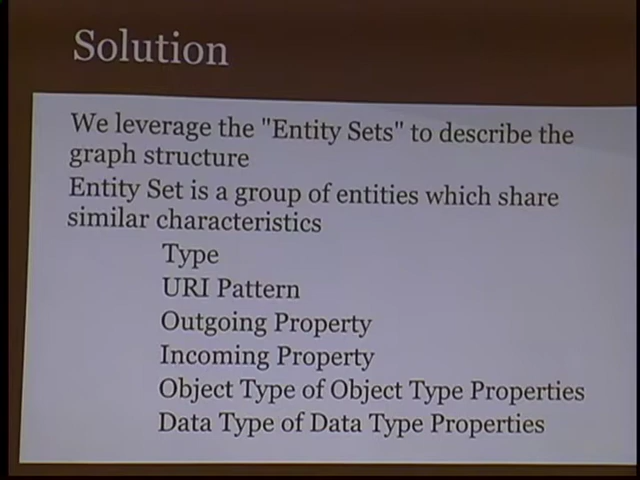 Solution
We leverage the "Entity Sets" to describe the
graph structure
Entity Set is a group of entities which share
similar characteristics
Type
URI Pattern
Outgoing Property
Incoming Property
Object Type of Object Type Properties
Data Type of Data Type Properties